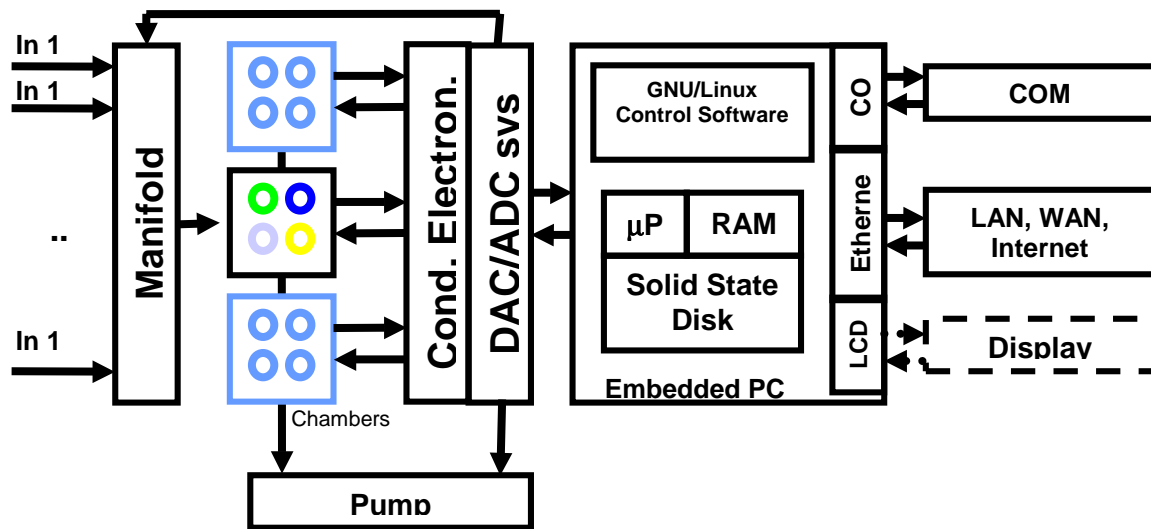 In 1
In 1
..
In 1
Manifold
Chambers
Cond. Electron.
DAC/ADC svs
Pump
GNU/Linux
Control Software
µP
RAM
Solid State
Disk
Embedded PC
CO
Etherne
LCD
COM
LAN, WAN,
Internet
Display